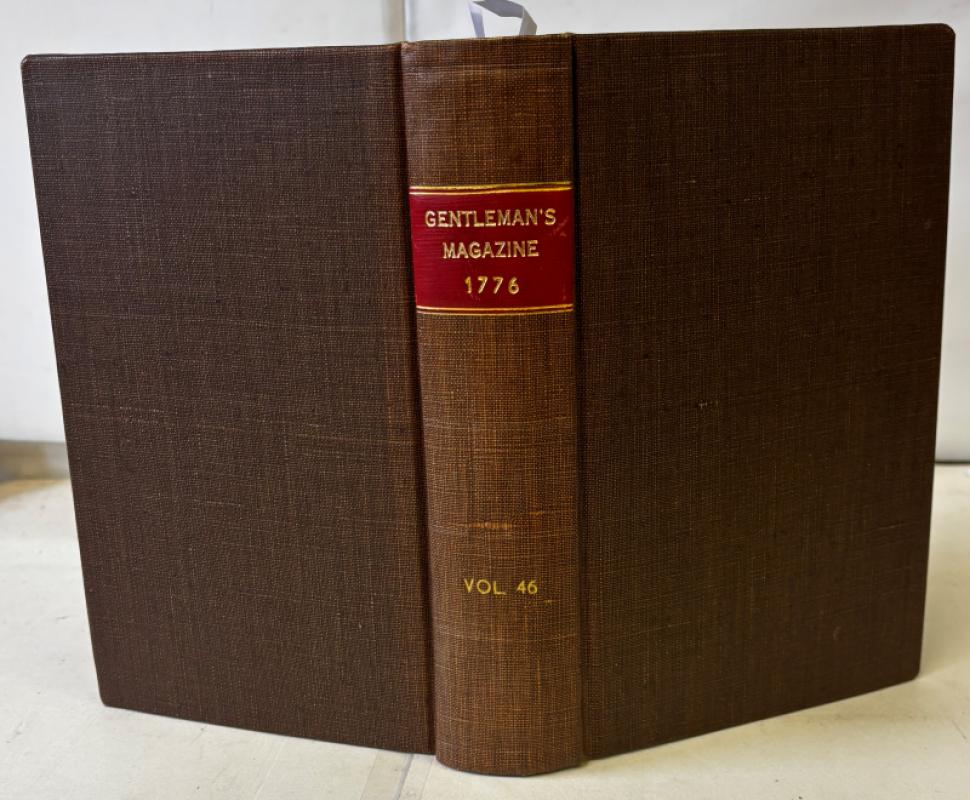 GENTLEMAN'S
MAGAZINE
1776
VOL. 46